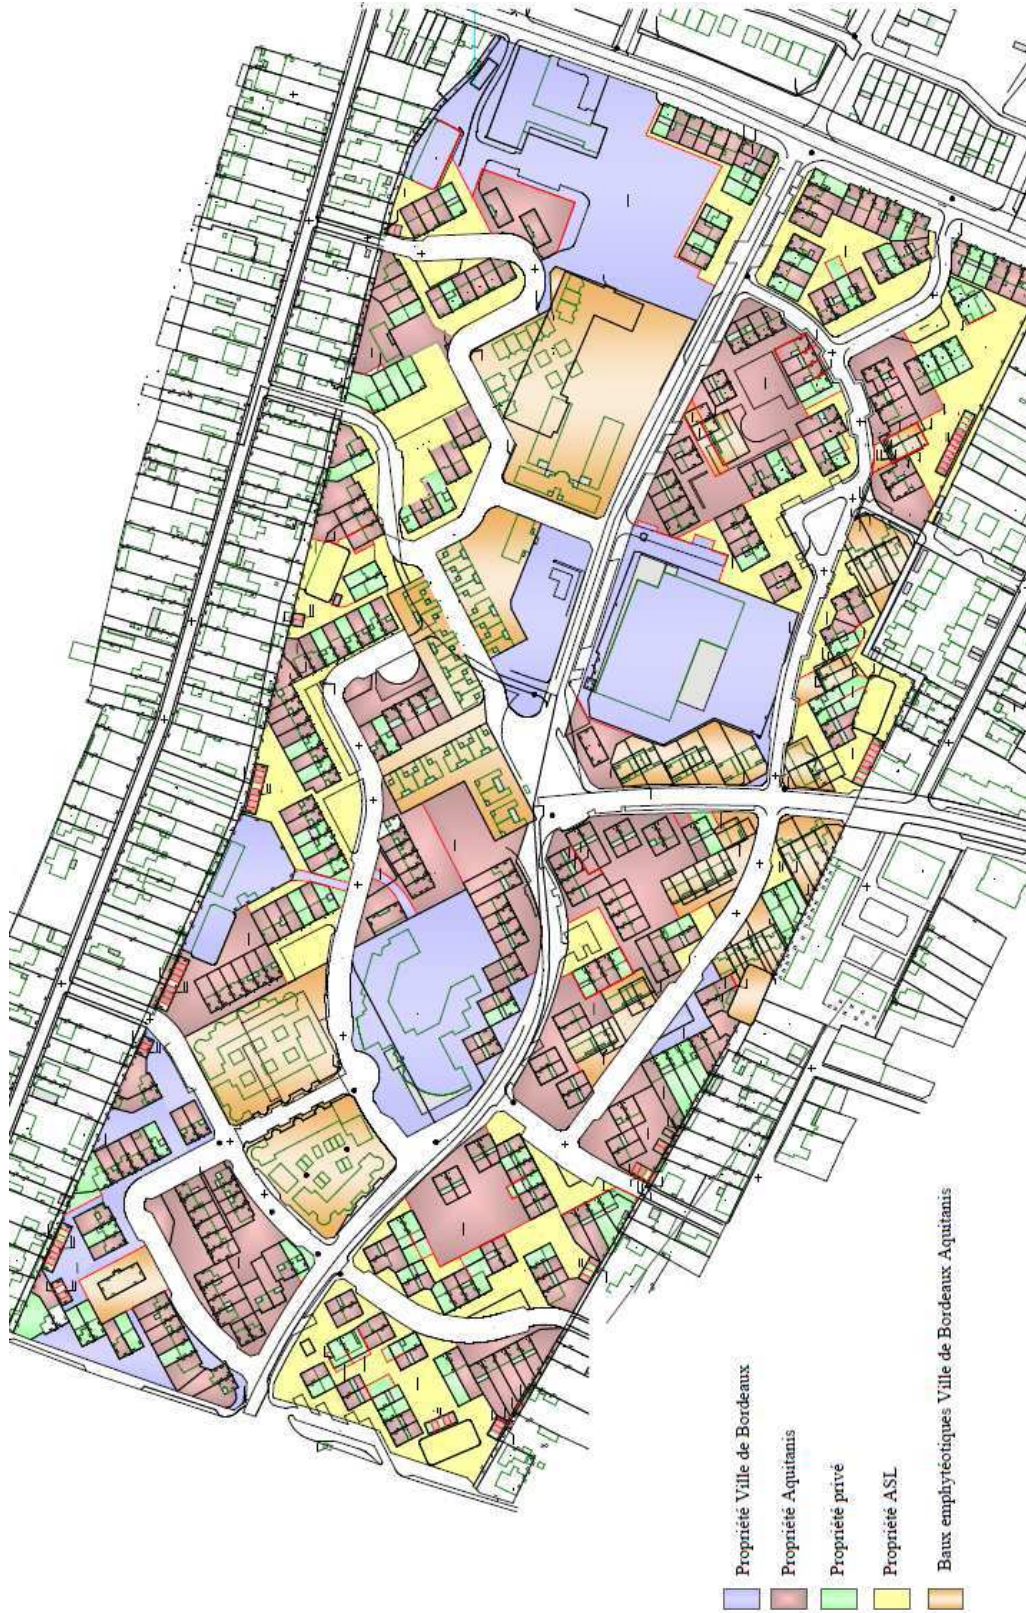 Propriété Ville de Bordeaux
Propriété Aquitanis
Propriété privé
Propriété ASL
Baux emphytéotiques Ville de Bordeaux Aquitanis